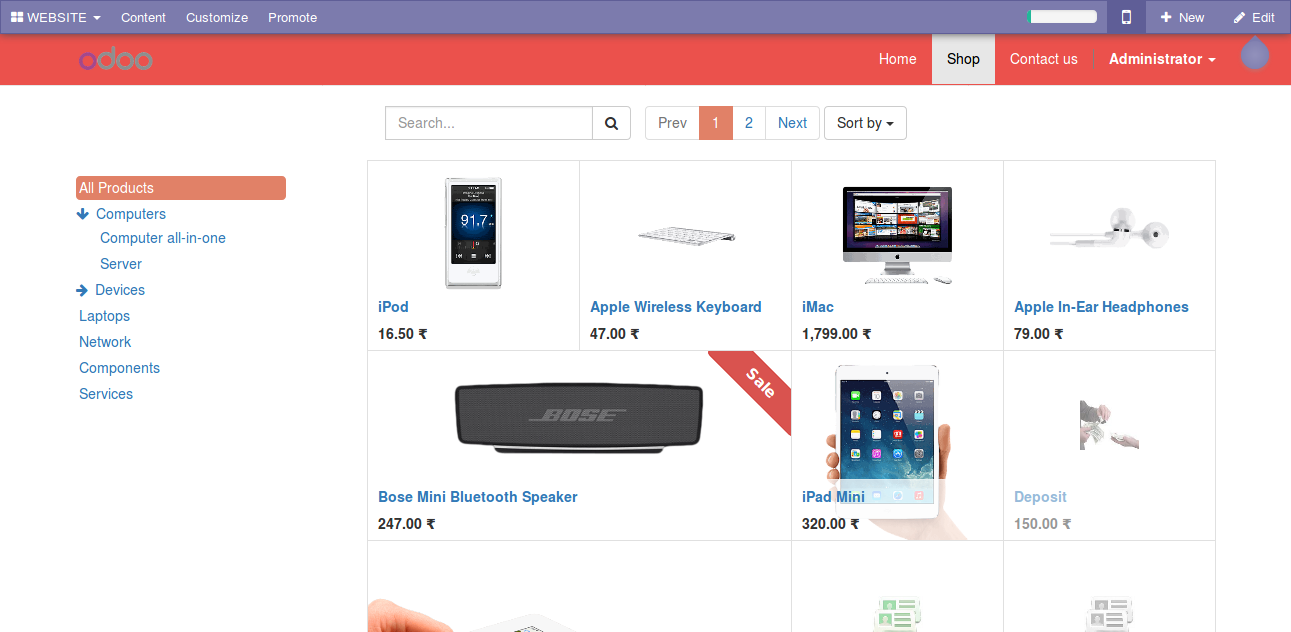 WEBSITE Content Customize Promote New Edit
odoo Home Shop Contact us Administrator
Search... Prev 1 2 Next Sort by
All Products
Computers
Computer all-in-one
Server
Devices
Laptops
Network
Components
Services
91.7
iPod Apple Wireless Keyboard iMac Apple In-Ear Headphones
16.50 ₹ 47.00 ₹ 1,799.00 ₹ 79.00 ₹
Sale
BOSE
Bose Mini Bluetooth Speaker iPad Mini Deposit
247.00 ₹ 320.00 ₹ 150.00 ₹